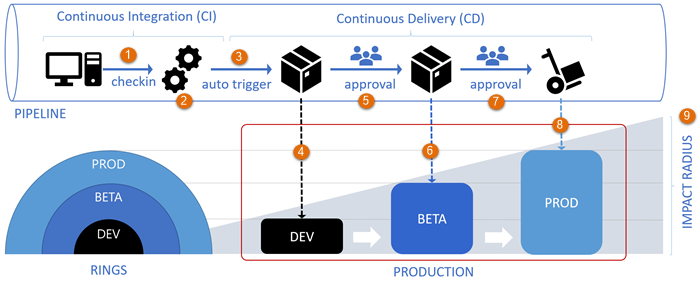 Continuous Integration (CI)
Continuous Delivery (CD)
1
3
checkin
auto trigger
approval
approval
2
5
7
PIPELINE
9
4
6
8
PROD
BETA
DEV
DEV
BETA
PROD
IMPACT RADIUS
RINGS
PRODUCTION